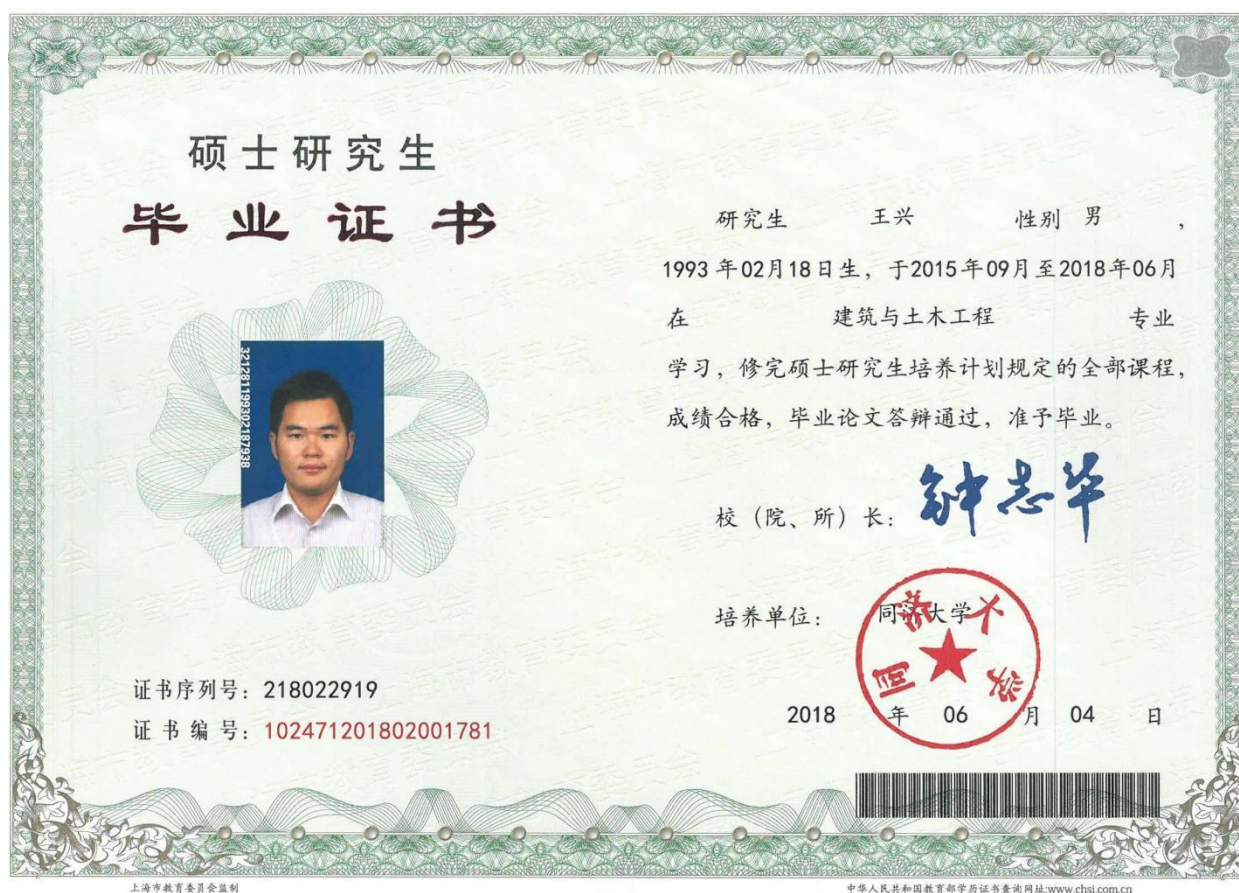 硕士研究生
毕业证书
321281199302187938
证书序列号：218022919
证书编号：102471201802001781
研究生 王兴 性别 男，
1993年02月18日生，于2015年09月至2018年06月
在 建筑与土木工程 专业
学习，修完硕士研究生培养计划规定的全部课程，
成绩合格，毕业论文答辩通过，准予毕业。
校（院、所）长：钟志华
培养单位：同济大学
同济大学
2018 年 06 月 04 日
上海市教育委员会监制
中华人民共和国教育部学历证书查询网址:www.chsi.com.cn